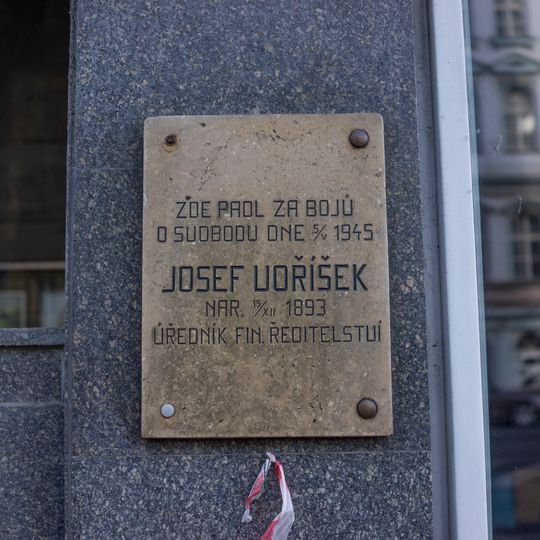 ZDE PADL ZA BOJŮ
O SVOBODU DNE 5/V 1945
JOSEF VOŘÍŠEK
NAR. 15/XII 1893
ÚŘEDNÍK FIN. ŘEDITELSTVÍ